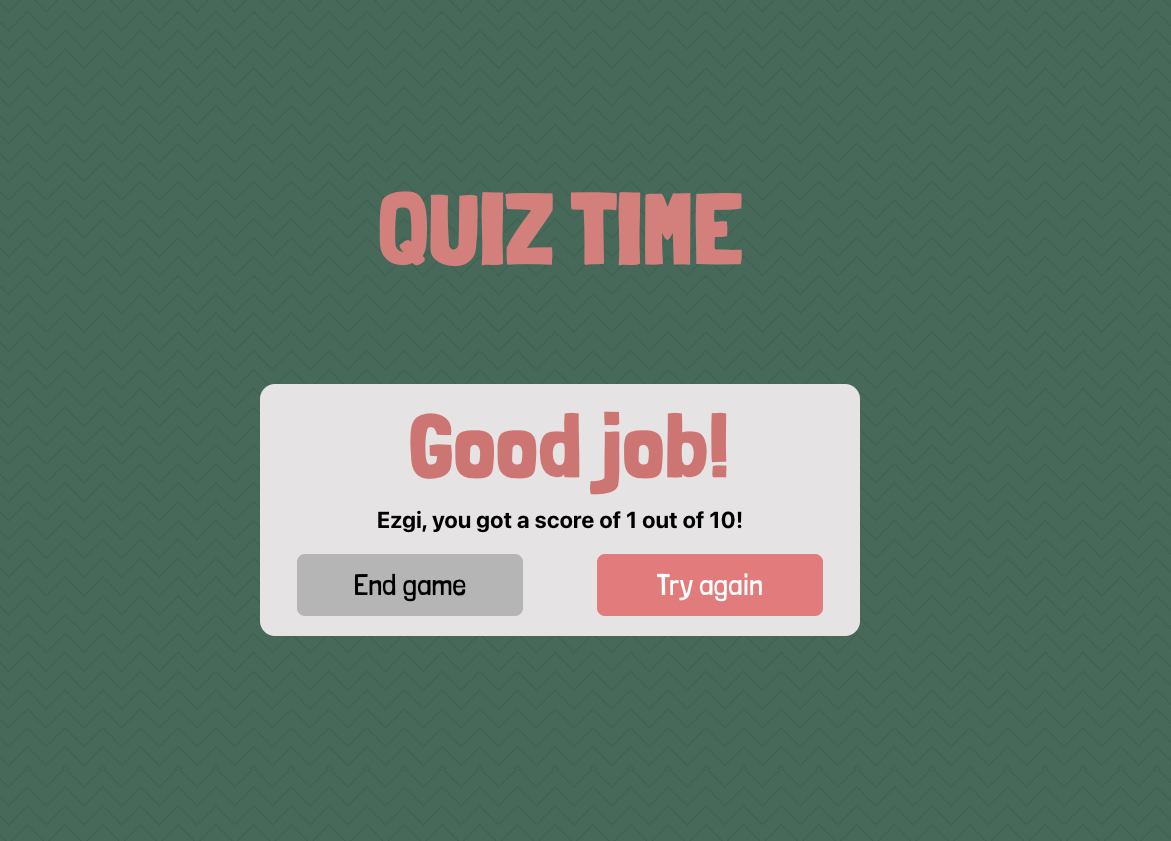 QUIZ TIME
Good job!
Ezgi, you got a score of 1 out of 10!
End game
Try again